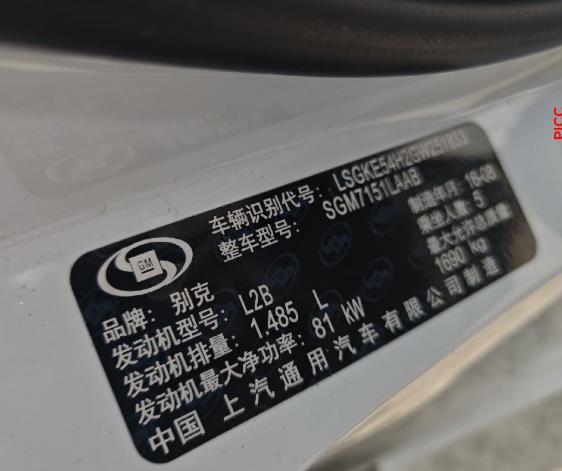 车辆识别代号: LSGKE54H2GW251833
整车型号: SGM7151LAAB
制造年月: 16-08
乘坐人数: 5
最大允许总质量
1690 kg
GM
品牌: 别克
发动机型号: L2B
发动机排量: 1.485 L
发动机最大净功率: 81 kW
中国 上汽通用汽车有限公司制造
PICC